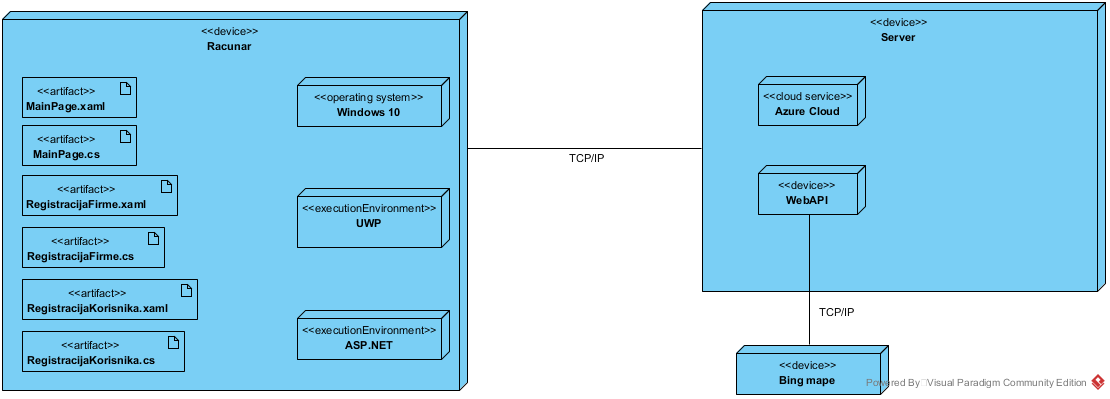 <<device>>
Racunar
<<artifact>>
MainPage.xaml
<<artifact>>
MainPage.cs
<<artifact>>
RegistracijaFirme.xaml
<<artifact>>
RegistracijaFirme.cs
<<artifact>>
RegistracijaKorisnika.xaml
<<artifact>>
RegistracijaKorisnika.cs
<<operating system>>
Windows 10
<<executionEnvironment>>
UWP
<<executionEnvironment>>
ASP.NET
TCP/IP
<<device>>
Server
<<cloud service>>
Azure Cloud
<<device>>
WebAPI
TCP/IP
<<device>>
Bing mape
Powered By Visual Paradigm Community Edition